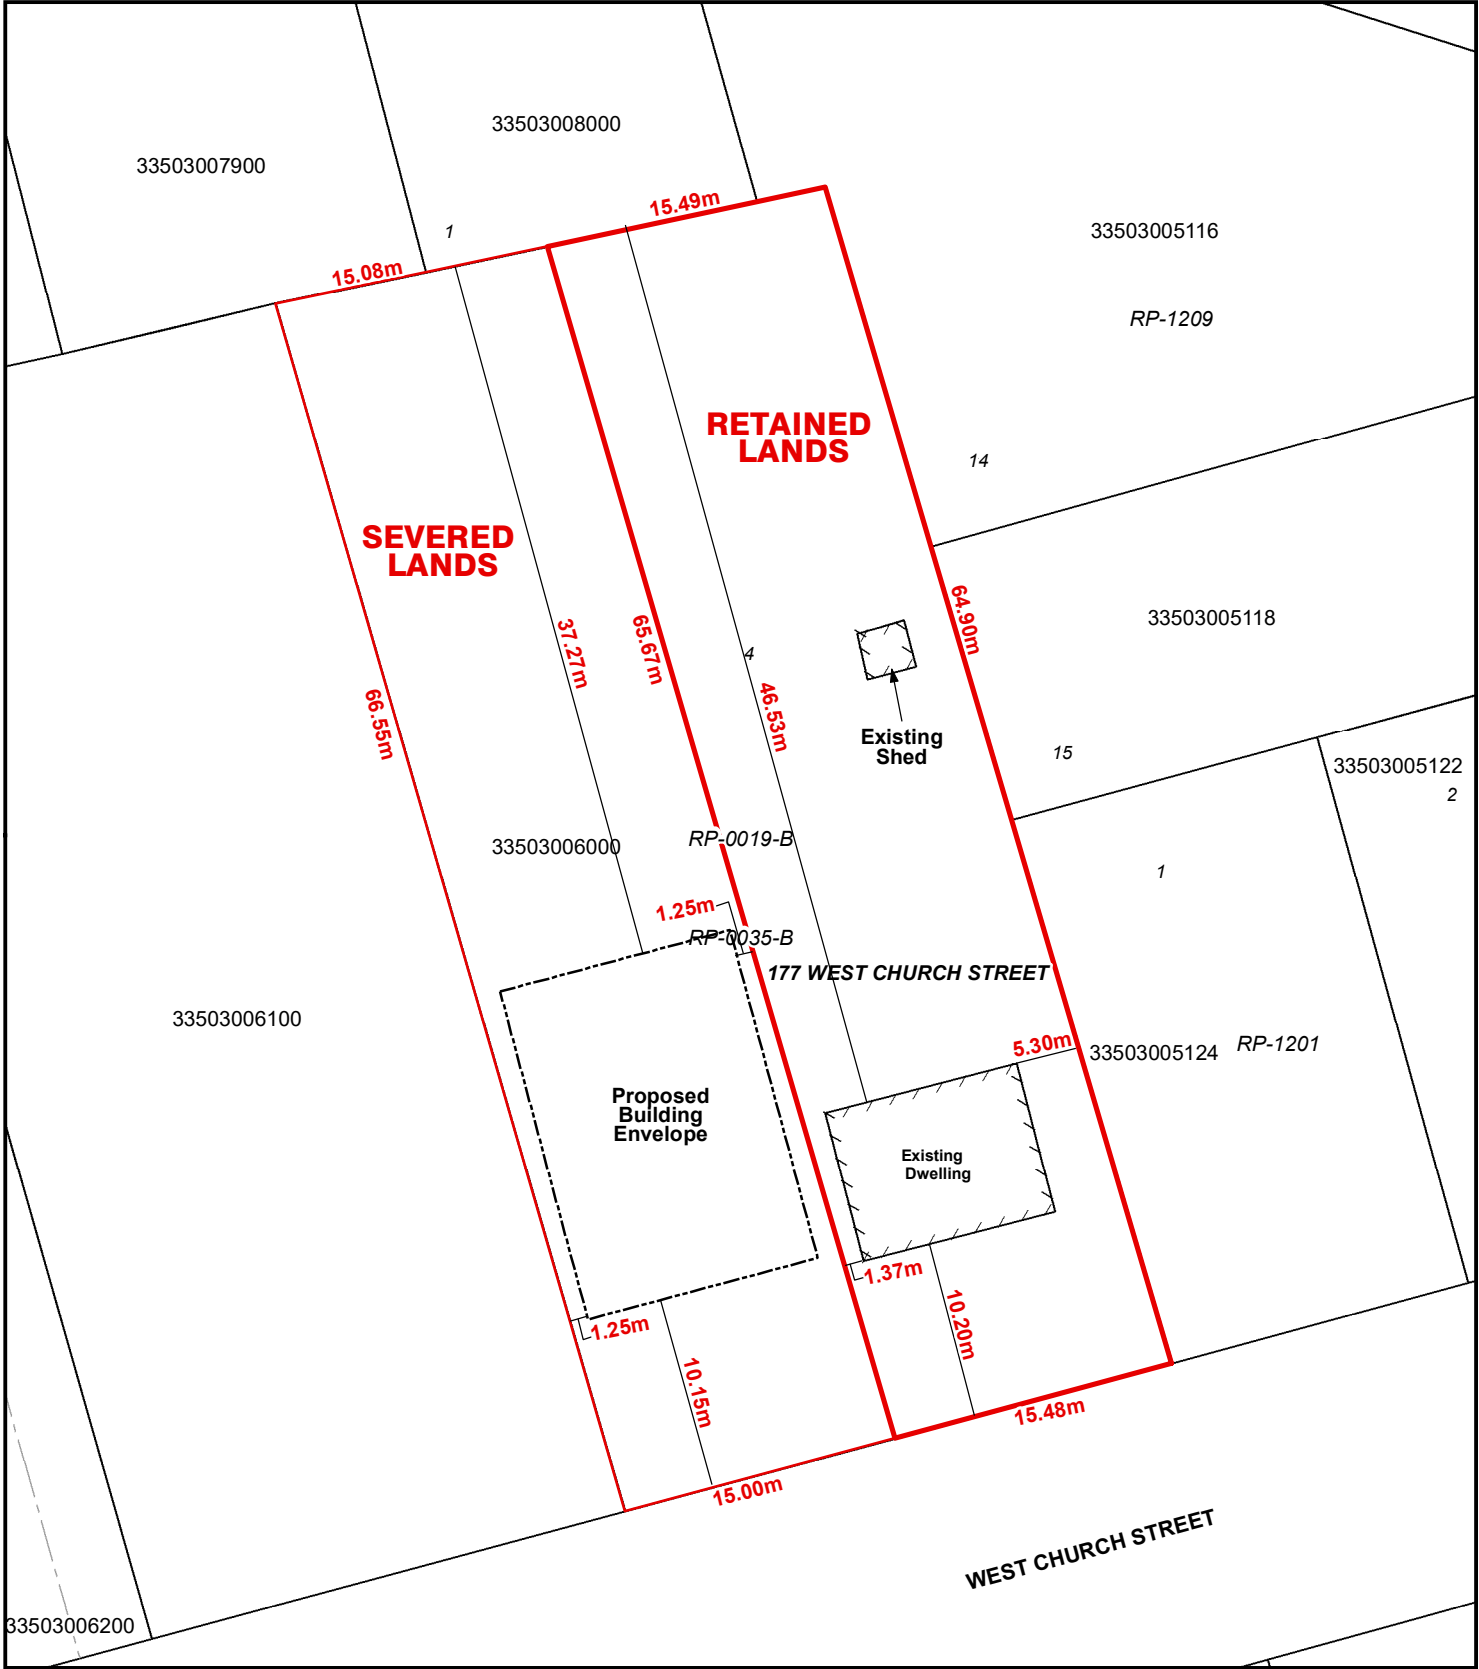 33503008000
33503007900
15.49m
1
33503005116
15.08m
RP-1209
RETAINED
LANDS
14
SEVERED
LANDS
64.90m
33503005118
37.27m
65.67m
4
66.55m
46.53m
Existing
Shed
15
33503005122
2
33503006000
RP-0019-B
1
1.25m
RP-0035-B
177 WEST CHURCH STREET
33503006100
5.30m
33503005124
RP-1201
Proposed
Building
Envelope
Existing
Dwelling
1.37m
1.25m
10.20m
10.15m
15.48m
15.00m
WEST CHURCH STREET
33503006200